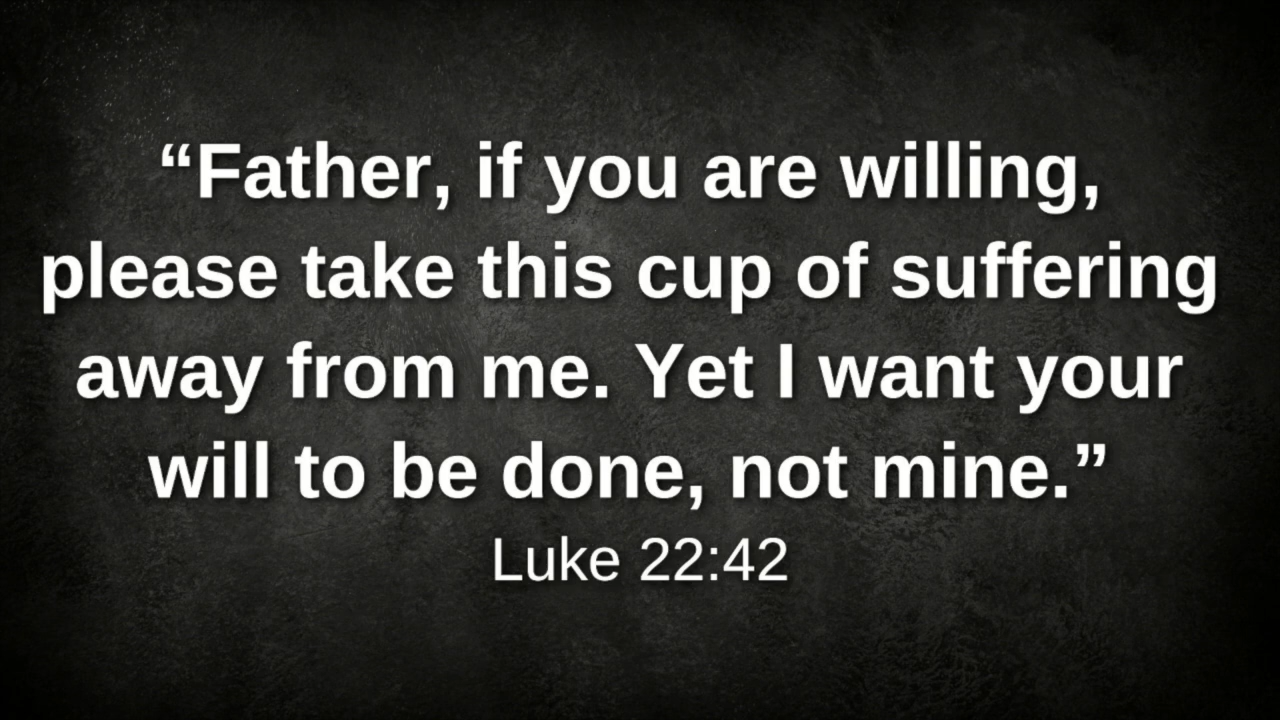 “Father, if you are willing,
please take this cup of suffering
away from me. Yet I want your
will to be done, not mine.”
Luke 22:42